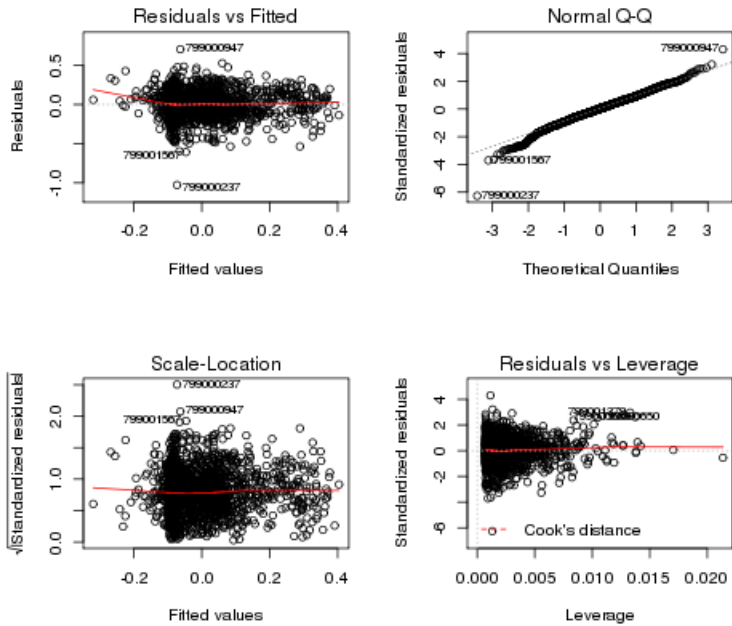 Residuals vs Fitted
Residuals
0.5
0.0
-1.0
799000947
799001567
799000237
-0.2 0.0 0.2 0.4
Fitted values
Normal Q-Q
Standardized residuals
4
2
0
-2
-4
-6
799000947
799001567
799000237
-3 -2 -1 0 1 2 3
Theoretical Quantiles
Scale-Location
√|Standardized residuals|
2.0
1.0
0.0
799000237
799000947
799001567
-0.2 0.0 0.2 0.4
Fitted values
Residuals vs Leverage
Standardized residuals
4
2
0
-2
-6
Cook's distance
0.000 0.005 0.010 0.015 0.020
Leverage